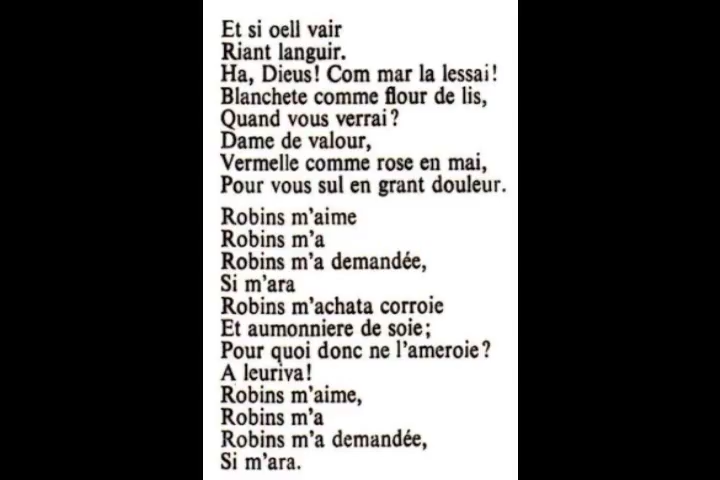 Et si oell vair
Riant languir.
Ha, Dieus! Com mar la lessai!
Blanchete comme flour de lis,
Quand vous verrai?
Dame de valour,
Vermelle comme rose en mai,
Pour vous sul en grant douleur.
Robins m'aime
Robins m'a
Robins m'a demandée,
Si m'ara
Robins m'achata corroie
Et aumonniere de soie;
Pour quoi donc ne l'ameroie?
A leuriva!
Robins m'aime,
Robins m'a
Robins m'a demandée,
Si m'ara.